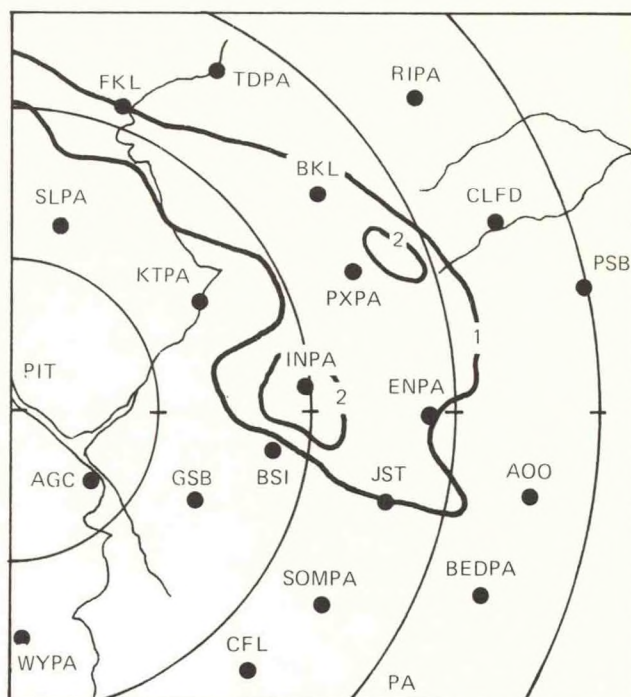 FKL
TDPA
RIPA
BKL
CLFD
SLPA
2
PSB
KTPA
PXPA
1
PIT
INPA
2
ENPA
AGC
GSB
BSI
JST
AOO
SOMPA
BEDPA
WYPA
CFL
PA